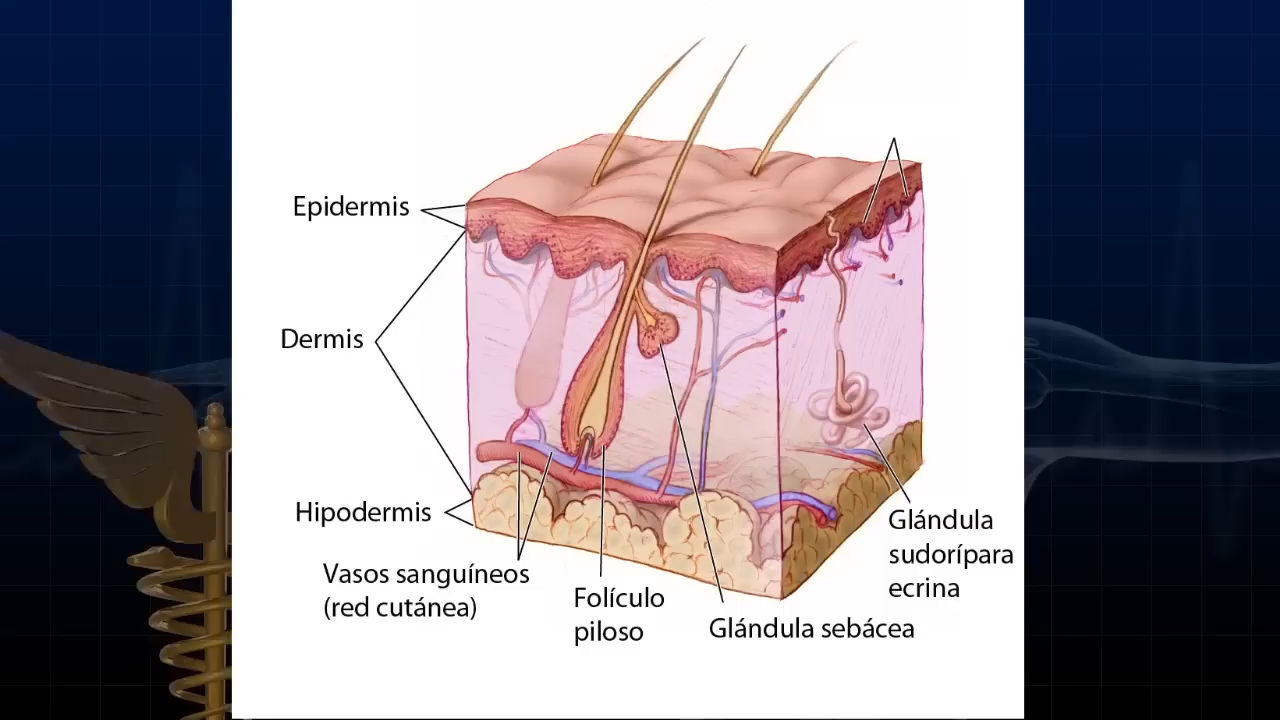 Epidermis
Dermis
Hipodermis
Vasos sanguíneos
(red cutánea)
Folículo
piloso
Glándula sebácea
Glándula
sudorípara
ecrina